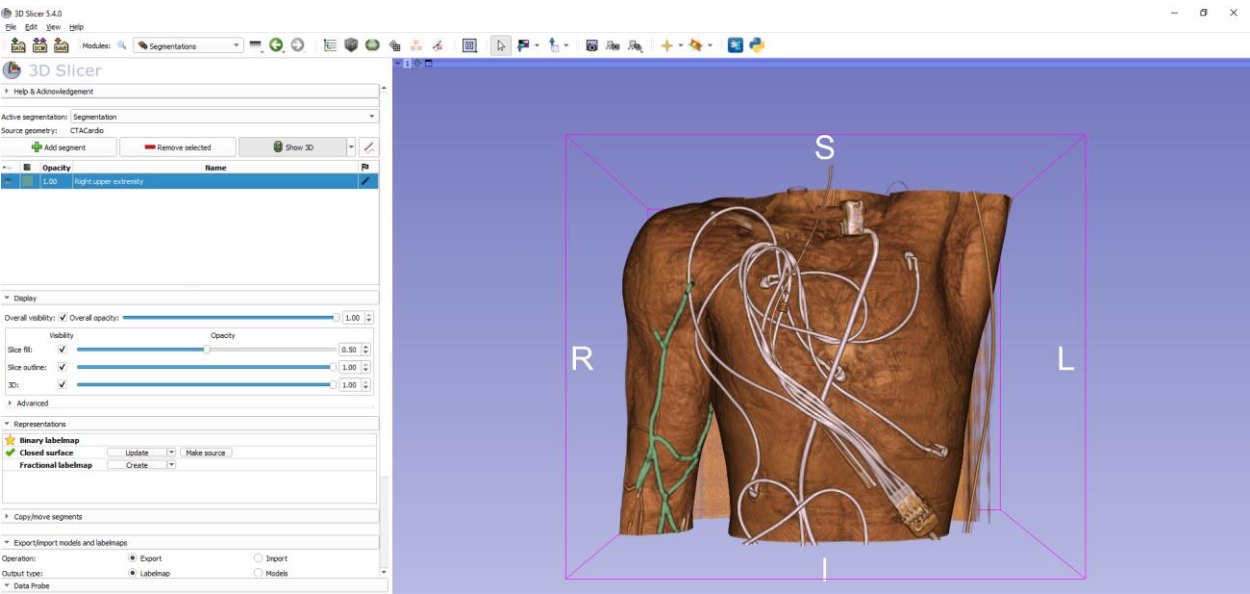 3D Slicer 5.4.0
File Edit View Help
DATA DCM SAVE Modules: Segmentations
3D Slicer
Help & Acknowledgement
Active segmentation: Segmentation
Source geometry: CTACardio
Add segment Remove selected Show 3D
Opacity Name
1.00 Right upper extremity
Display
Overall visibility: Overall opacity: 1.00
Visibility Opacity
Slice fill: 0.50
Slice outline: 1.00
3D: 1.00
Advanced
Representations
Binary labelmap
Closed surface Update Make source
Fractional labelmap Create
Copy/move segments
Export/import models and labelmaps
Operation: Export Import
Output type: Labelmap Models
Data Probe
1
S
R
L
I